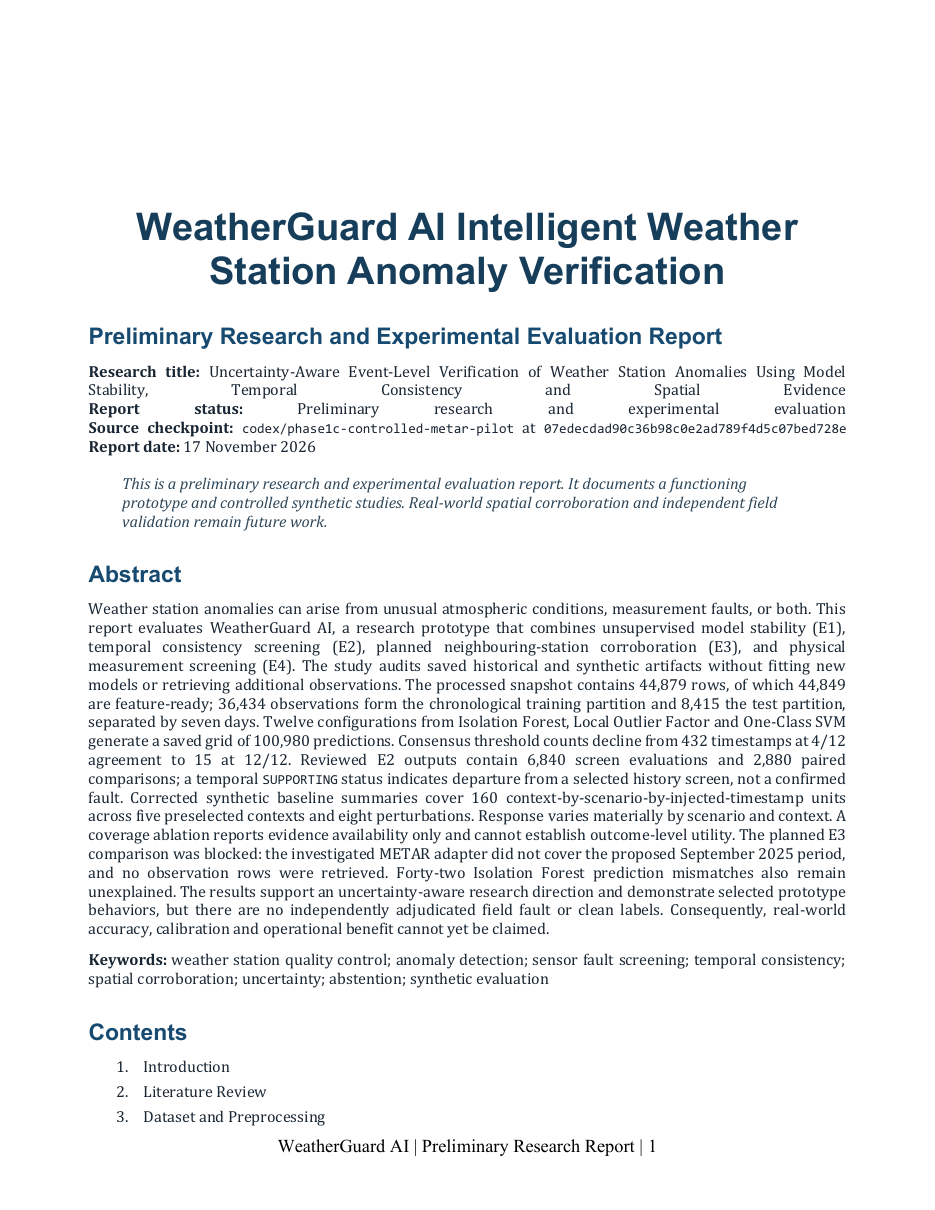 WeatherGuard AI Intelligent Weather
Station Anomaly Verification
Preliminary Research and Experimental Evaluation Report
Research title: Uncertainty-Aware Event-Level Verification of Weather Station Anomalies Using Model
Stability, Temporal Consistency and Spatial Evidence
Report status: Preliminary research and experimental evaluation
Source checkpoint: codex/phase1c-controlled-metar-pilot at 07edecdad90c36b98c0e2ad789f4d5c07bed728e
Report date: 17 November 2026
This is a preliminary research and experimental evaluation report. It documents a functioning
prototype and controlled synthetic studies. Real-world spatial corroboration and independent field
validation remain future work.
Abstract
Weather station anomalies can arise from unusual atmospheric conditions, measurement faults, or both. This
report evaluates WeatherGuard AI, a research prototype that combines unsupervised model stability (E1),
temporal consistency screening (E2), planned neighbouring-station corroboration (E3), and physical
measurement screening (E4). The study audits saved historical and synthetic artifacts without fitting new
models or retrieving additional observations. The processed snapshot contains 44,879 rows, of which 44,849
are feature-ready; 36,434 observations form the chronological training partition and 8,415 the test partition,
separated by seven days. Twelve configurations from Isolation Forest, Local Outlier Factor and One-Class SVM
generate a saved grid of 100,980 predictions. Consensus threshold counts decline from 432 timestamps at 4/12
agreement to 15 at 12/12. Reviewed E2 outputs contain 6,840 screen evaluations and 2,880 paired
comparisons; a temporal SUPPORTING status indicates departure from a selected history screen, not a confirmed
fault. Corrected synthetic baseline summaries cover 160 context-by-scenario-by-injected-timestamp units
across five preselected contexts and eight perturbations. Response varies materially by scenario and context. A
coverage ablation reports evidence availability only and cannot establish outcome-level utility. The planned E3
comparison was blocked: the investigated METAR adapter did not cover the proposed September 2025 period,
and no observation rows were retrieved. Forty-two Isolation Forest prediction mismatches also remain
unexplained. The results support an uncertainty-aware research direction and demonstrate selected prototype
behaviors, but there are no independently adjudicated field fault or clean labels. Consequently, real-world
accuracy, calibration and operational benefit cannot yet be claimed.
Keywords: weather station quality control; anomaly detection; sensor fault screening; temporal consistency;
spatial corroboration; uncertainty; abstention; synthetic evaluation
Contents
1. Introduction
2. Literature Review
3. Dataset and Preprocessing
WeatherGuard AI | Preliminary Research Report | 1